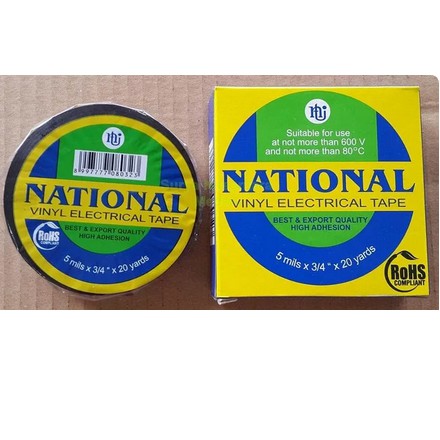 8997777080323
NATIONAL
VINYL ELECTRICAL TAPE
BEST & EXPORT QUALITY
HIGH ADHESION
RoHS
COMPLIANT
5 mils x 3/4 " x 20 yards
Suitable for use
at not more than 600 V
and not more than 80°C
NATIONAL
VINYL ELECTRICAL TAPE
BEST & EXPORT QUALITY
HIGH ADHESION
5 mils x 3/4 " x 20 yards
RoHS
COMPLIANT